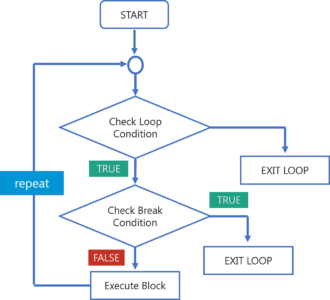 START
Check Loop
Condition
TRUE
EXIT LOOP
repeat
Check Break
Condition
TRUE
FALSE
EXIT LOOP
Execute Block